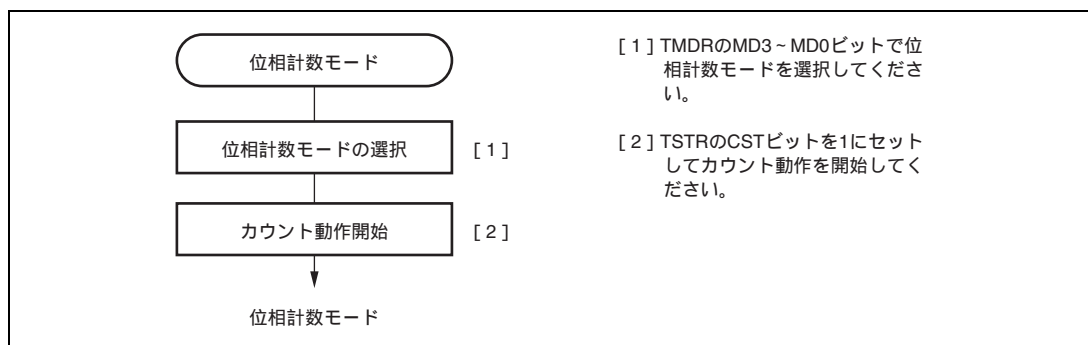 位相計数モード
位相計数モードの選択
[ 1 ]
カウント動作開始
[ 2 ]
位相計数モード
[ 1 ] TMDRのMD3 ~ MD0ビットで位
相計数モードを選択してくださ
い。
[ 2 ] TSTRのCSTビットを1にセット
してカウント動作を開始してく
ださい。